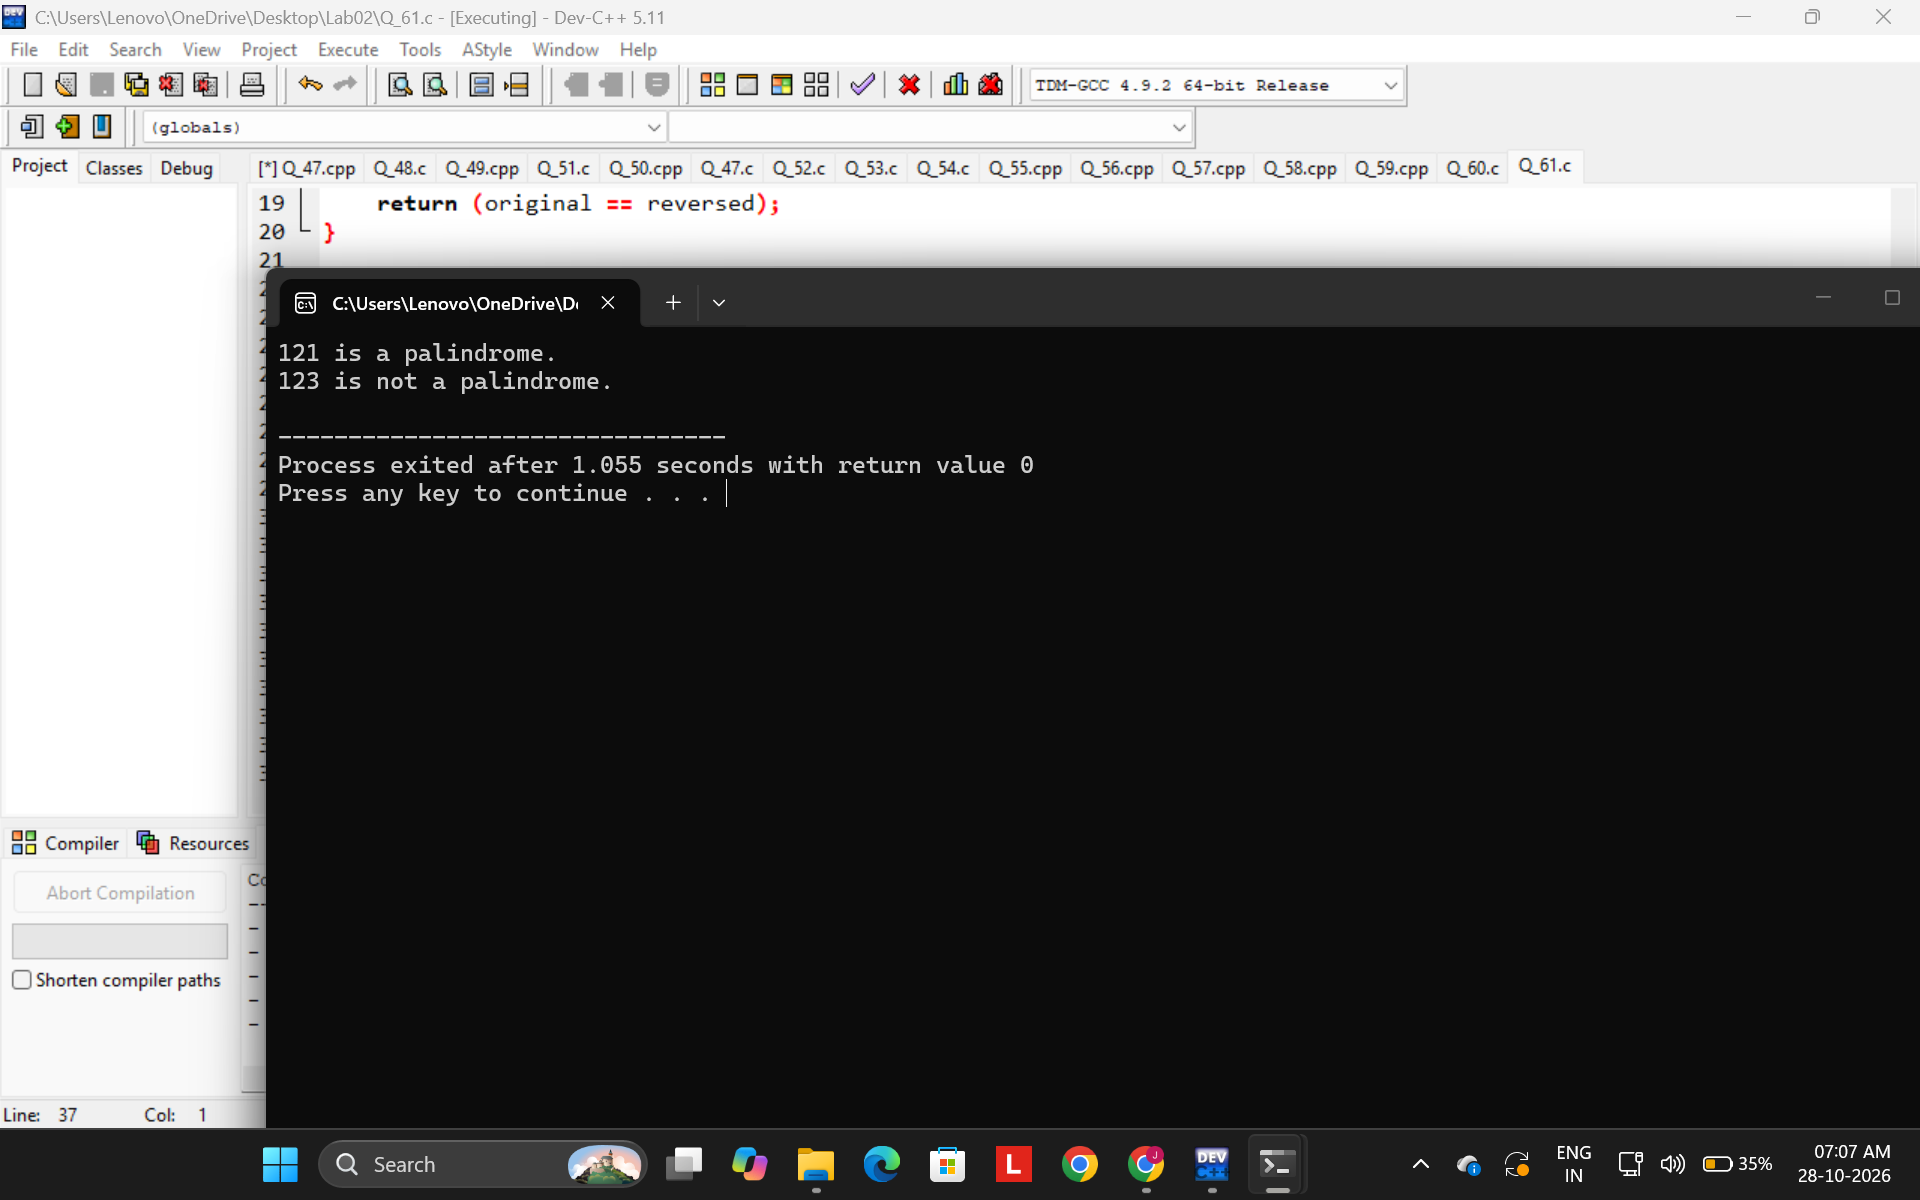 C:\Users\Lenovo\OneDrive\Desktop\Lab02\Q_61.c - [Executing] - Dev-C++ 5.11
File Edit Search View Project Execute Tools AStyle Window Help
TDM-GCC 4.9.2 64-bit Release
(globals)
Project Classes Debug [*] Q_47.cpp Q_48.c Q_49.cpp Q_51.c Q_50.cpp Q_47.c Q_52.c Q_53.c Q_54.c Q_55.cpp Q_56.cpp Q_57.cpp Q_58.cpp Q_59.cpp Q_60.c Q_61.c
19 return (original == reversed);
20 }
21
C:\Users\Lenovo\OneDrive\De
121 is a palindrome.
123 is not a palindrome.
--------------------------------
Process exited after 1.055 seconds with return value 0
Press any key to continue . . .
Compiler Resources
Abort Compilation
Shorten compiler paths
Line: 37 Col: 1
Search
L
J
DEV C++
ENG
IN
35%
07:07 AM
28-10-2026